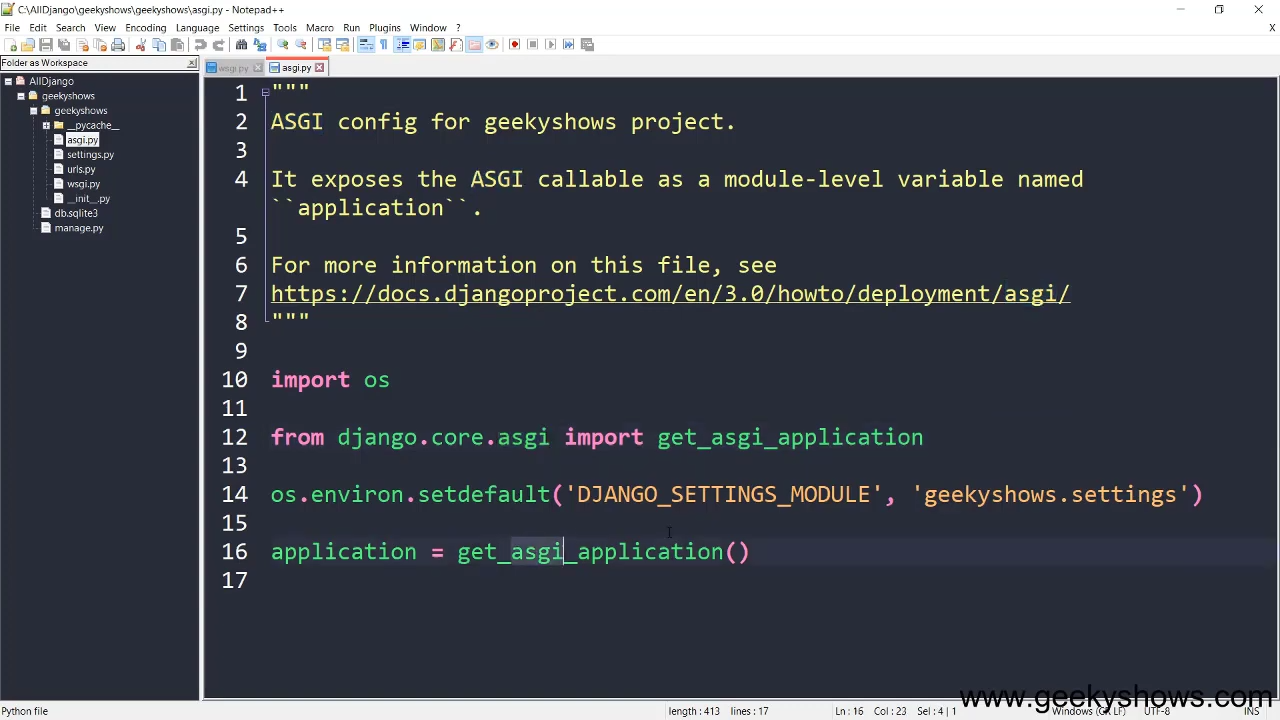 C:\AllDjango\geekyshows\geekyshows\asgi.py - Notepad++
File Edit Search View Encoding Language Settings Tools Macro Run Plugins Window ? X
Folder as Workspace
wsgi.py asgi.py
AllDjango
geekyshows
geekyshows
__pycache__
asgi.py
settings.py
urls.py
wsgi.py
__init__.py
db.sqlite3
manage.py
1 """
2 ASGI config for geekyshows project.
3
4 It exposes the ASGI callable as a module-level variable named
``application``.
5
6 For more information on this file, see
7 https://docs.djangoproject.com/en/3.0/howto/deployment/asgi/
8 """
9
10 import os
11
12 from django.core.asgi import get_asgi_application
13
14 os.environ.setdefault('DJANGO_SETTINGS_MODULE', 'geekyshows.settings')
15
16 application = get_asgi_application()
17
www.geekyshows.com
Python file length : 413 lines : 17 Ln : 16 Col : 23 Sel : 4 | 1 Windows (CR LF) UTF-8 INS